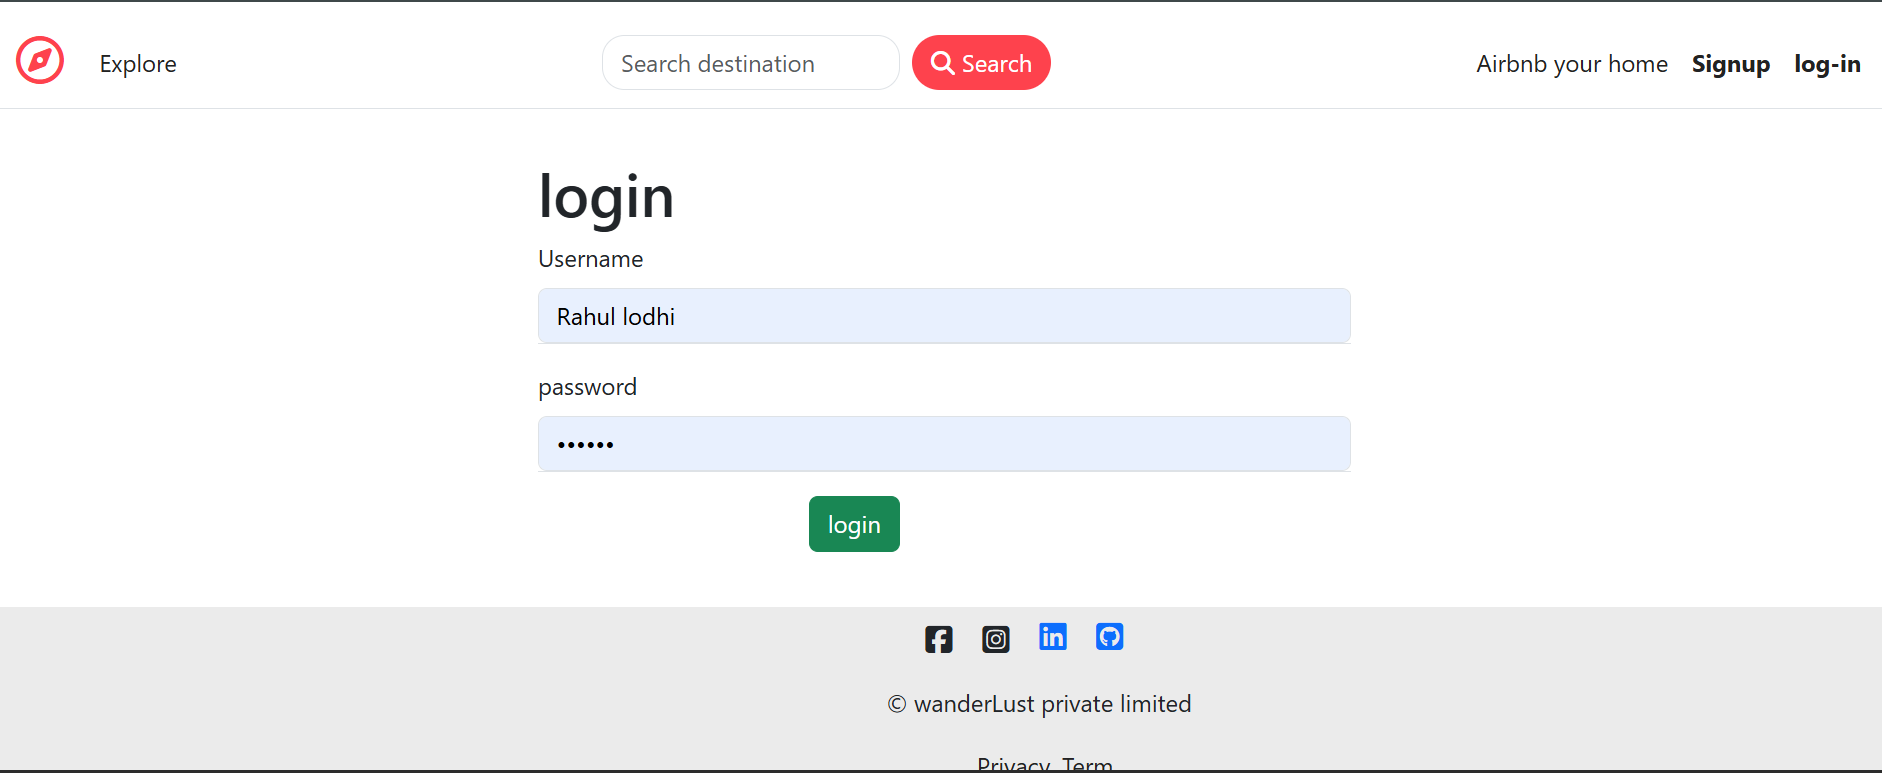 Explore Search destination Search Airbnb your home Signup log-in
login
Username
Rahul lodhi
password
••••••
login
© wanderLust private limited
Privacy Term